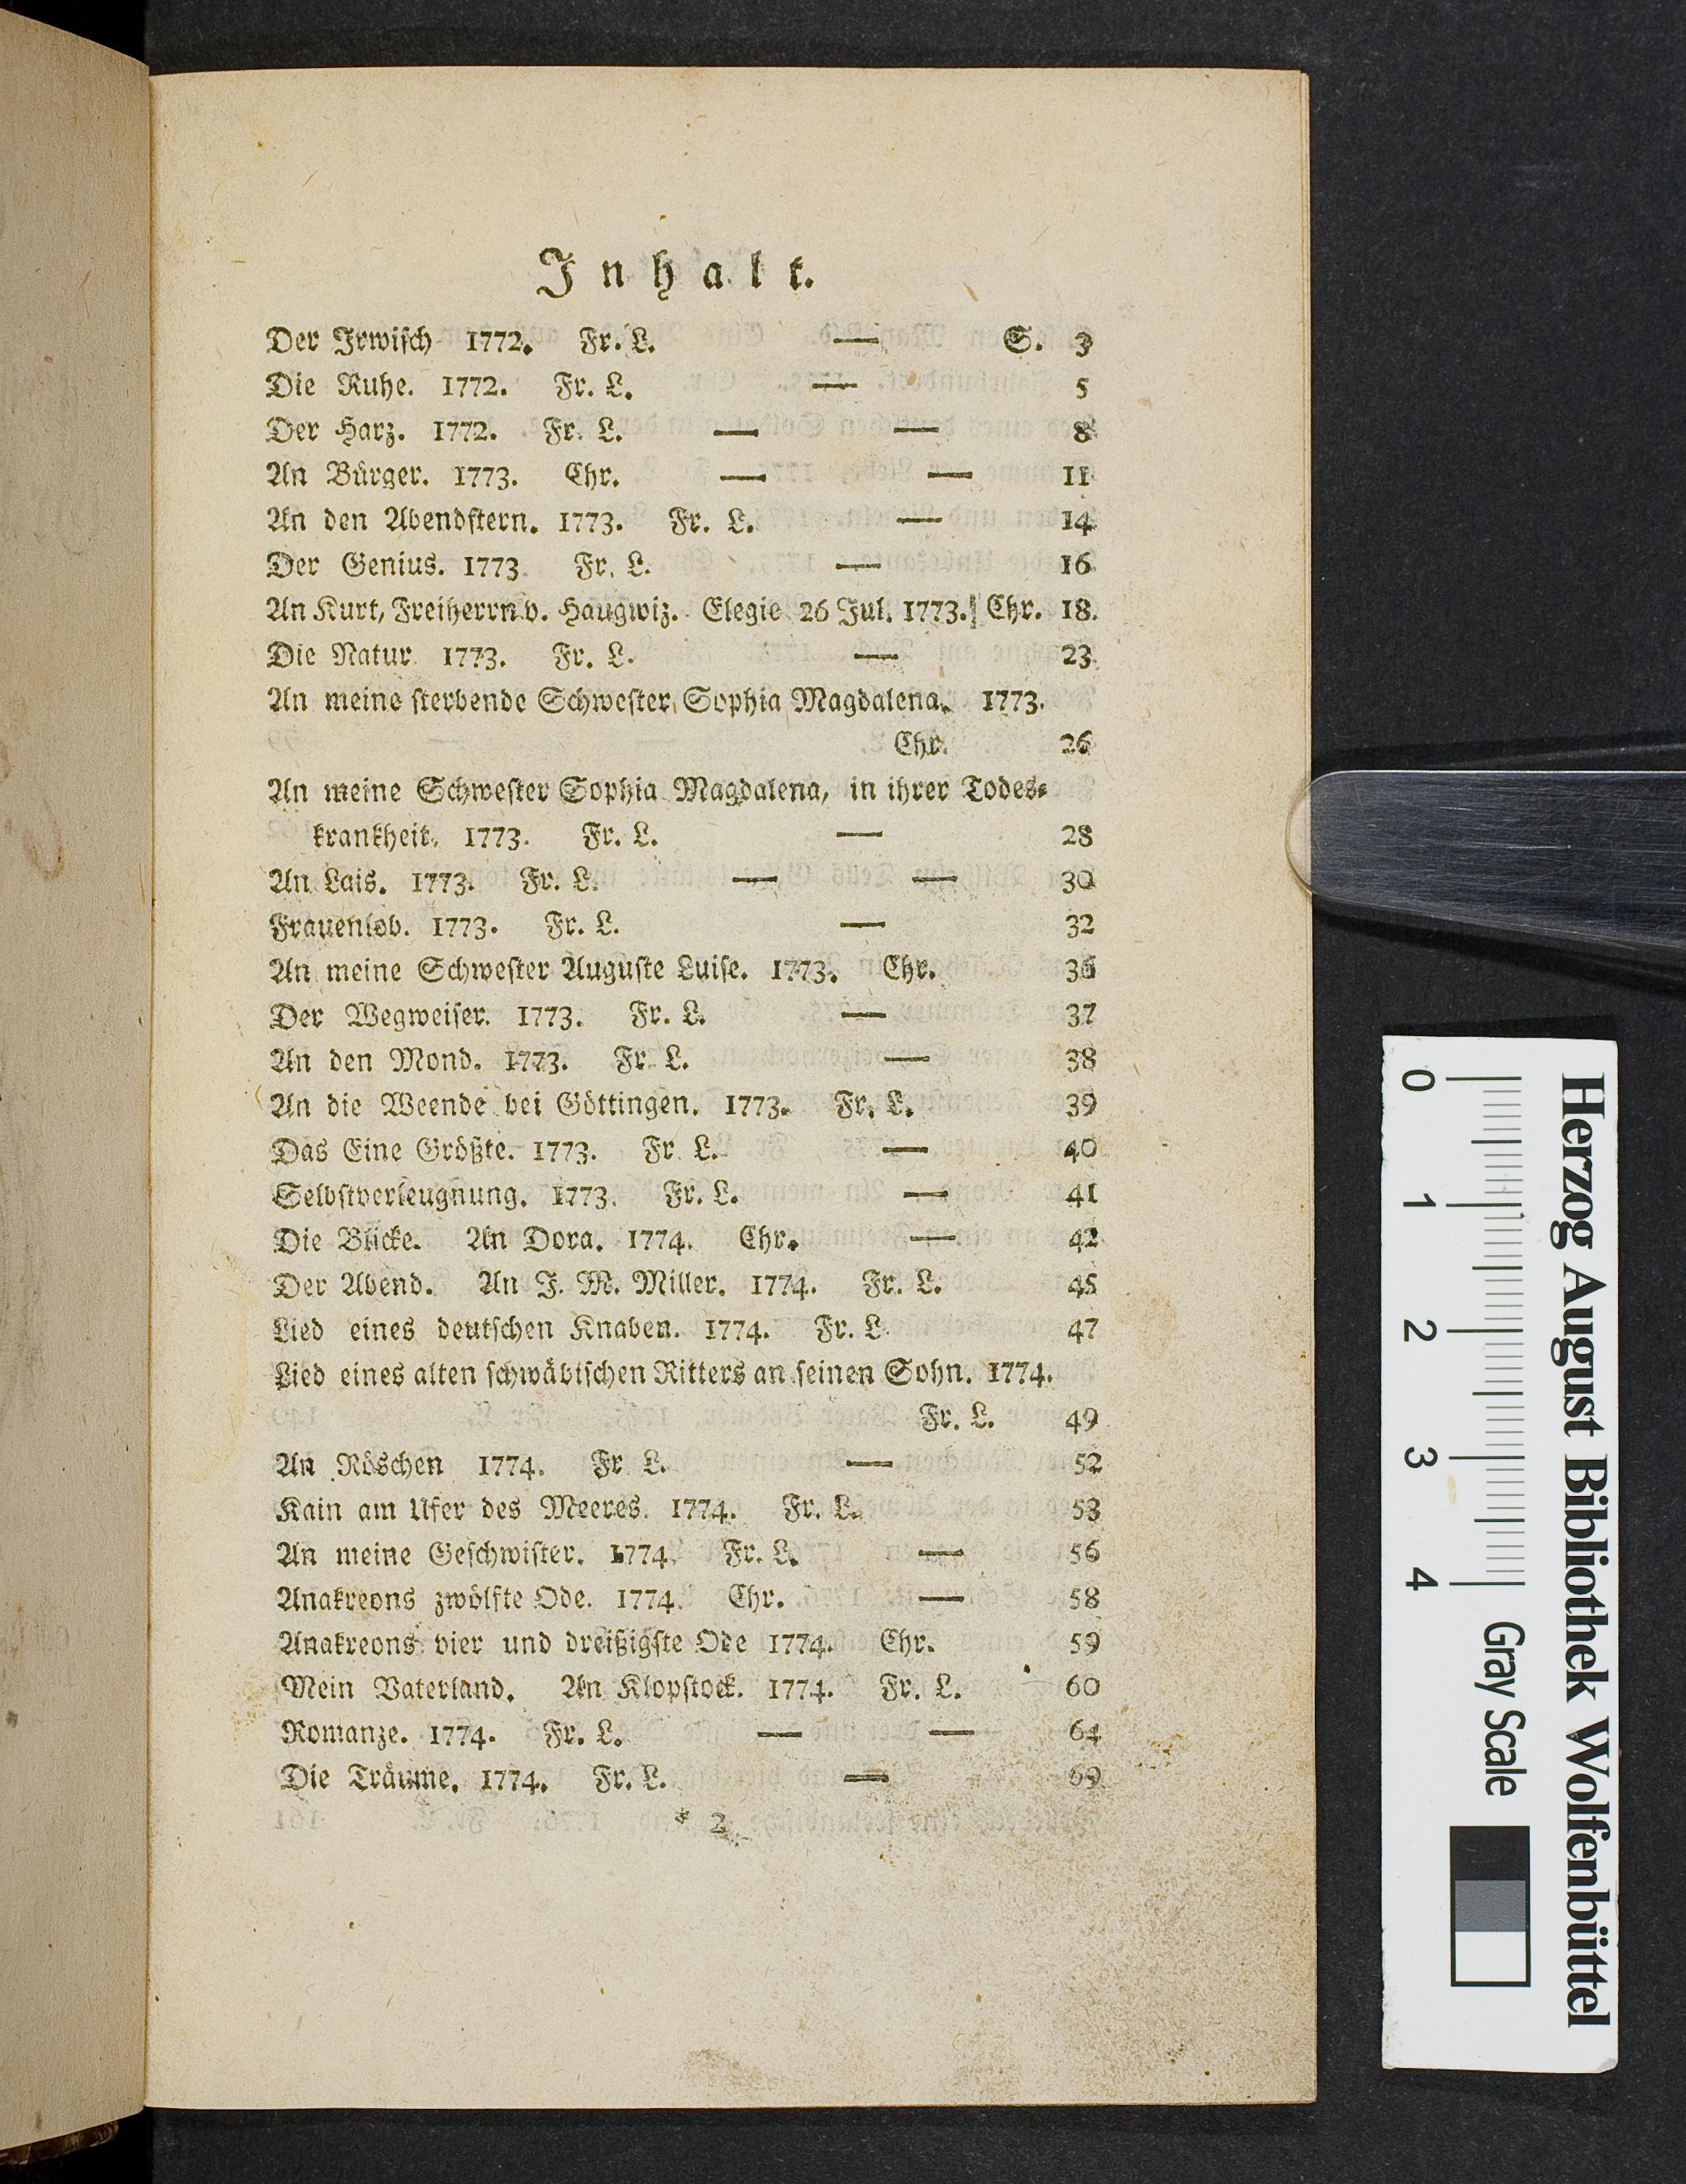 Inhalt.
Der Irwiſch 1772. Fr. L. — S. 3
Die Ruhe. 1772. Fr. L. — 5
Der Harz. 1772. Fr. L. — — 8
An Bürger. 1773. Chr. — — 11
An den Abendſtern. 1773. Fr. L. — 14
Der Genius. 1773 Fr. L. — 16
An Kurt, Freiherrn v. Haugwiz. Elegie 26 Jul. 1773. Chr. 18.
Die Natur 1773. Fr. L. — 23
An meine ſterbende Schweſter Sophia Magdalena. 1773.
Chr. 26
An meine Schweſter Sophia Magdalena, in ihrer Todes-
krankheit. 1773. Fr. L. — 28
An Lais. 1773. Fr. L. — — 30
Frauenlob. 1773. Fr. L. — 32
An meine Schweſter Auguſte Luiſe. 1773. Chr. 36
Der Wegweiſer. 1773. Fr. L. — 37
An den Mond. 1773. Fr. L. — 38
An die Weende bei Göttingen. 1773. Fr. L. 39
Das Eine Größte. 1773. Fr L. — 40
Selbſtverleugnung. 1773. Fr. L. — 41
Die Blicke. An Dora. 1774. Chr. — 42
Der Abend. An J. M. Miller. 1774. Fr. L. 45
Lied eines deutſchen Knaben. 1774. Fr. L. 47
Lied eines alten ſchwäbiſchen Ritters an ſeinen Sohn. 1774.
Fr. L. 49
An Röschen 1774. Fr L. — 52
Kain am Ufer des Meeres. 1774. Fr. L. 53
An meine Geſchwiſter. 1774. Fr. L. — 56
Anakreons zwölfte Ode. 1774. Chr. — 58
Anakreons vier und dreißigſte Ode 1774. Chr. 59
Mein Vaterland. An Klopſtock. 1774. Fr. L. 60
Romanze. 1774. Fr. L. — — 64
Die Träume. 1774. Fr. L. — 69
* 2
Herzog August Bibliothek Wolfenbüttel
0 1 2 3 4 Gray Scale